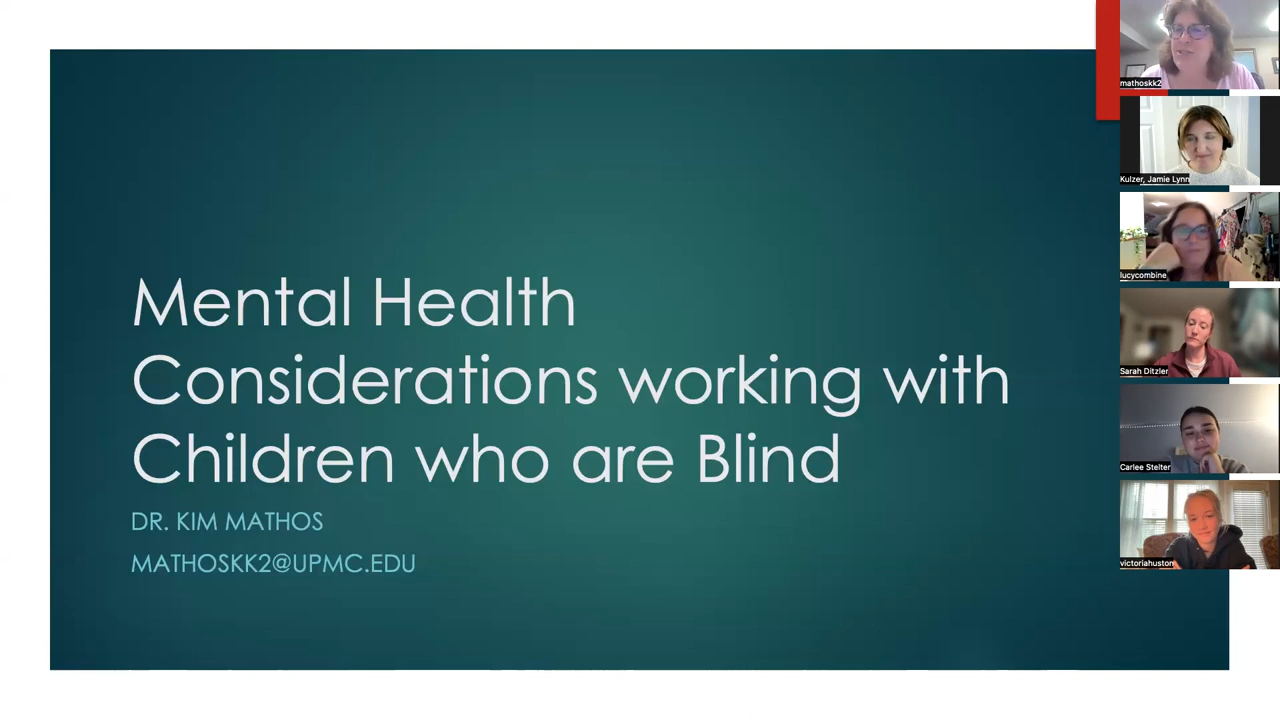 Mental Health
Considerations working with
Children who are Blind
DR. KIM MATHOS
MATHOSKK2@UPMC.EDU
mathoskk2
Kulzer, Jamie Lynn
lucycombine
Sarah Ditzler
Carlee Stelter
victoriahuston